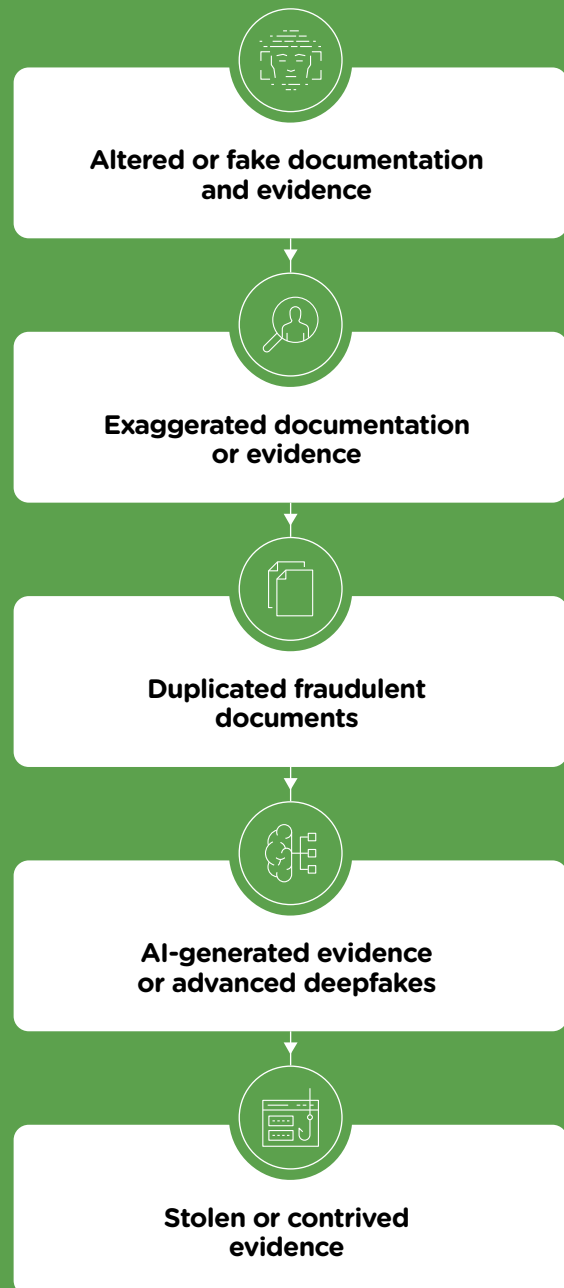 Altered or fake documentation
and evidence
Exaggerated documentation
or evidence
Duplicated fraudulent
documents
AI-generated evidence
or advanced deepfakes
Stolen or contrived
evidence